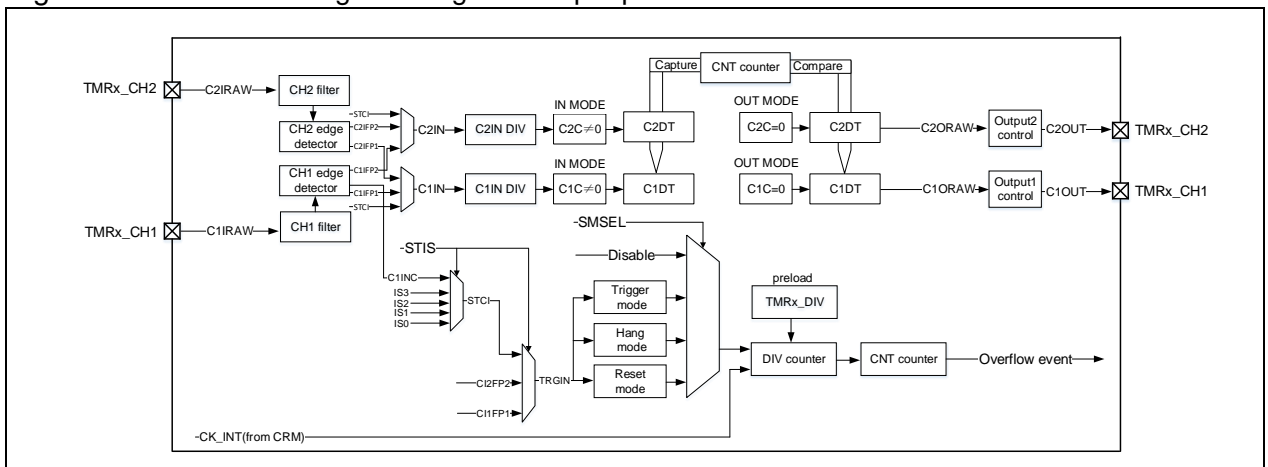 Capture
CNT counter
Compare
TMRx_CH2
C2IRAW
CH2 filter
IN MODE
OUT MODE
STCI
C2IFP2
C2IN
C2IN DIV
C2C≠0
C2DT
C2C=0
C2DT
C2ORAW
Output2
control
C2OUT
TMRx_CH2
CH2 edge
detector
C2IFP1
C1IFP2
IN MODE
OUT MODE
CH1 edge
detector
C1IFP1
STCI
C1IN
C1IN DIV
C1C≠0
C1DT
C1C=0
C1DT
C1ORAW
Output1
control
C1OUT
TMRx_CH1
TMRx_CH1
C1IRAW
CH1 filter
SMSEL
STIS
Disable
C1INC
IS3
IS2
IS1
IS0
STCI
Trigger
mode
preload
TMRx_DIV
Hang
mode
DIV counter
CNT counter
Overflow event
CI2FP2
TRGIN
Reset
mode
CI1FP1
CK_INT(from CRM)